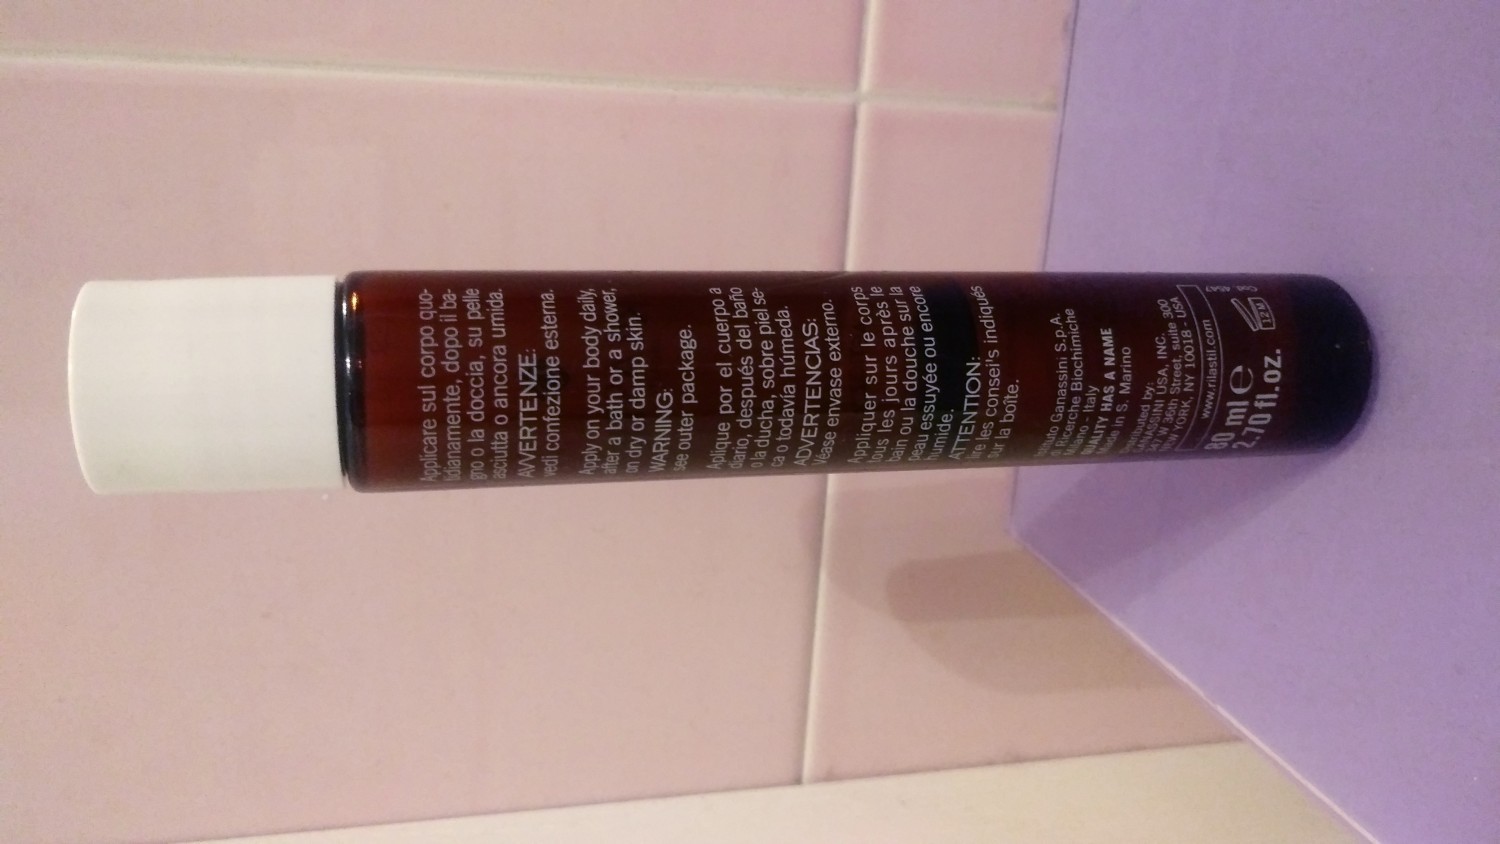 Applicare sul corpo quo-
tidianamente, dopo il ba-
gno o la doccia, su pelle
asciutta o ancora umida.
AVVERTENZE:
vedi confezione esterna.
Apply on your body daily,
after a bath or a shower,
on dry or damp skin.
WARNING:
see outer package.
Aplique por el cuerpo a
diario, después del baño
o la ducha, sobre piel se-
ca o todavía húmeda.
ADVERTENCIAS:
Véase envase externo.
Appliquer sur le corps
tous les jours après le
bain ou la douche sur la
peau essuyée ou encore
humide.
ATTENTION:
lire les conseils indiqués
sur la boîte.
Istituto Ganassini S.p.A.
di Ricerche Biochimiche
Milano - Italy
BEAUTY HAS A NAME
Made in S. Marino
Distributed by:
GANASSINI USA, INC.
W 36th Street, suite 300
NEW YORK, NY 10018 - USA
www.rilastil.com
80 ml e
2.70 fl.oz.
12 M